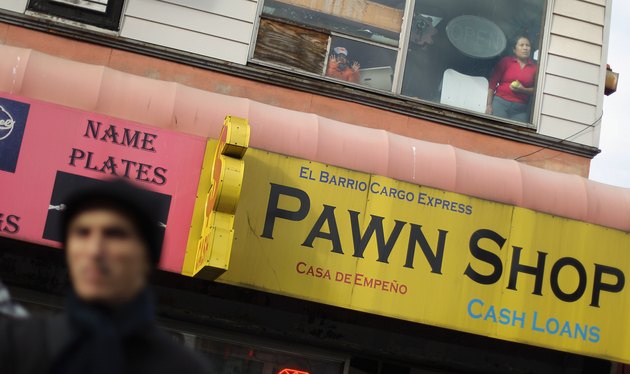 NAME
PLATES
EL BARRIO CARGO EXPRESS
PAWN SHOP
CASA DE EMPEÑO
CASH LOANS